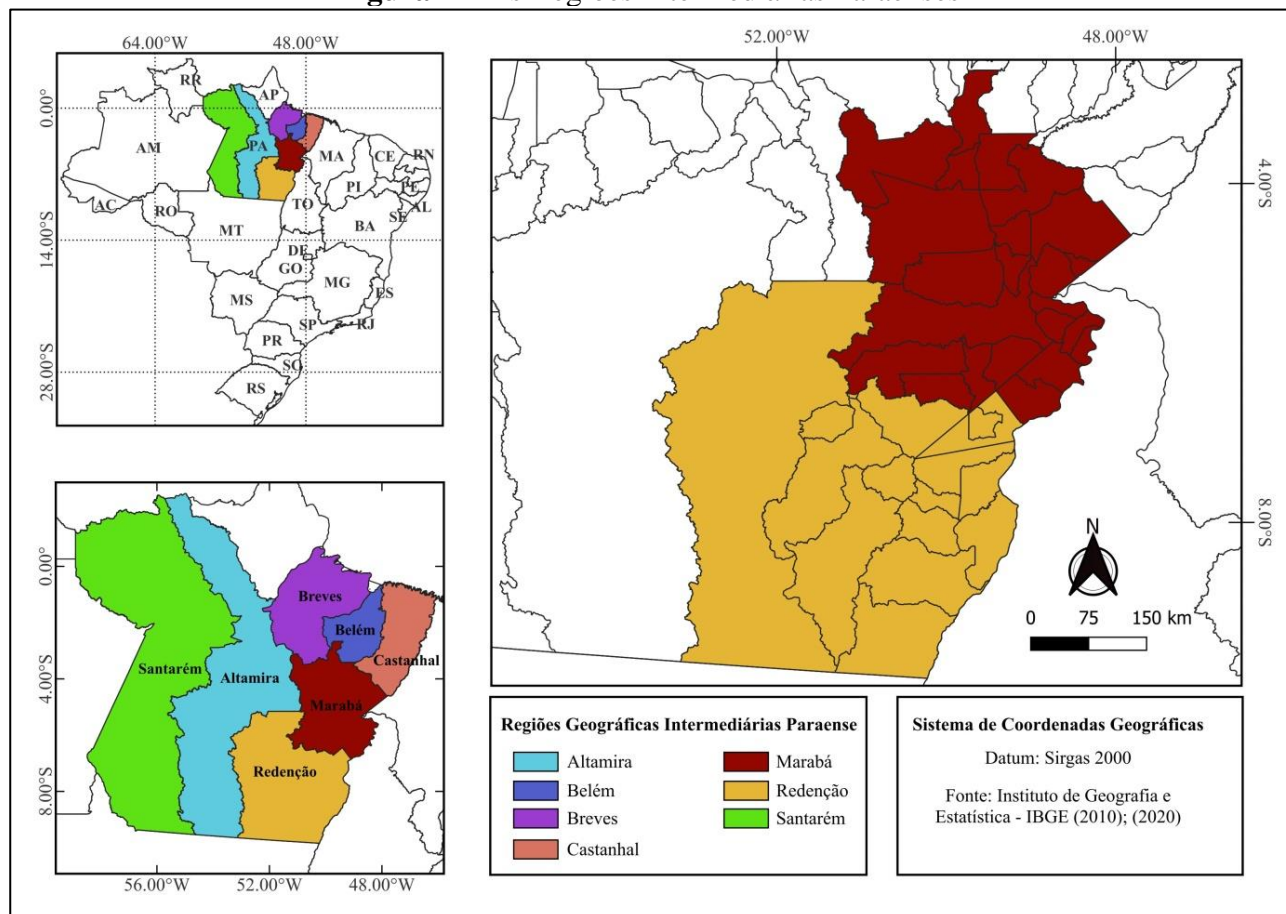 64.00°W 48.00°W
0.00°
14.00°S
28.00°S
RR
AP
AM
PA
MA
CE
RN
PI
PE
AC
RO
TO
SE
AL
MT
BA
DF
GO
MG
MS
ES
SP
RJ
PR
SC
RS
52.00°W 48.00°W
4.00°S
8.00°S
N
0 75 150 km
0.00°
4.00°S
8.00°S
Breves
Belém
Castanhal
Santarém
Altamira
Marabá
Redenção
56.00°W 52.00°W 48.00°W
Regiões Geográficas Intermediárias Paraense
Altamira
Belém
Breves
Castanhal
Marabá
Redenção
Santarém
Sistema de Coordenadas Geográficas
Datum: Sirgas 2000
Fonte: Instituto de Geografia e
Estatística - IBGE (2010); (2020)